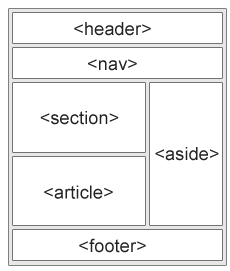 <header>
<nav>
<section>
<aside>
<article>
<footer>